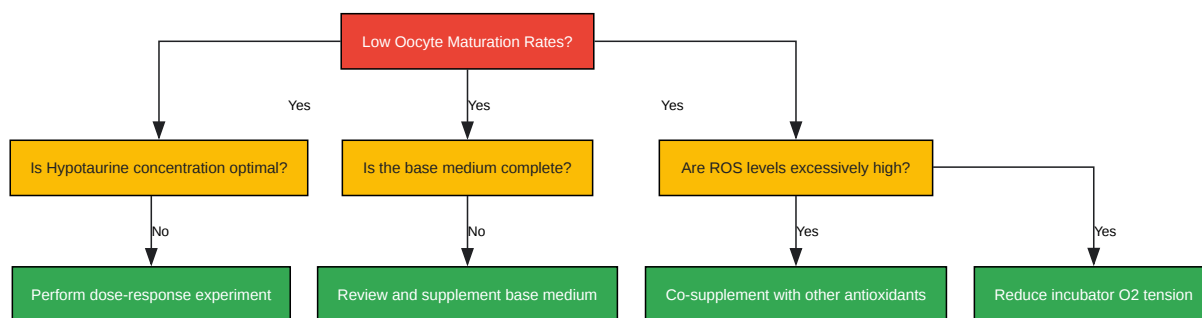 Low Oocyte Maturation Rates?
Yes
Yes
Yes
Is Hypotaurine concentration optimal?
Is the base medium complete?
Are ROS levels excessively high?
No
No
Yes
Yes
Perform dose-response experiment
Review and supplement base medium
Co-supplement with other antioxidants
Reduce incubator O2 tension